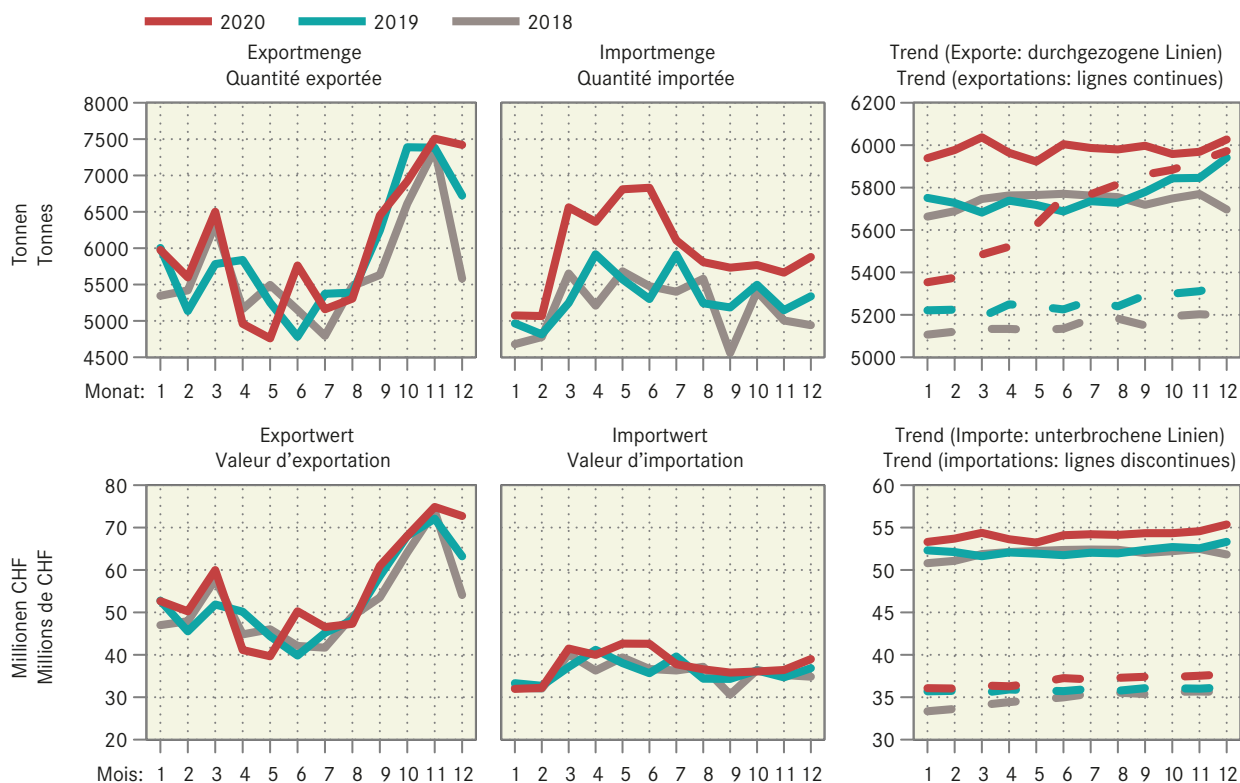 2020 2019 2018
Exportmenge
Quantité exportée
Importmenge
Quantité importée
Trend (Exporte: durchgezogene Linien)
Trend (exportations: lignes continues)
Tonnen
Tonnes
8000
7500
7000
6500
6000
5500
5000
4500
6200
6000
5800
5600
5400
5200
5000
Monat: 1 2 3 4 5 6 7 8 9 10 11 12
1 2 3 4 5 6 7 8 9 10 11 12
1 2 3 4 5 6 7 8 9 10 11 12
Exportwert
Valeur d'exportation
Importwert
Valeur d'importation
Trend (Importe: unterbrochene Linien)
Trend (importations: lignes discontinues)
Millionen CHF
Millions de CHF
80
70
60
50
40
30
20
60
55
50
45
40
35
30
Mois: 1 2 3 4 5 6 7 8 9 10 11 12
1 2 3 4 5 6 7 8 9 10 11 12
1 2 3 4 5 6 7 8 9 10 11 12